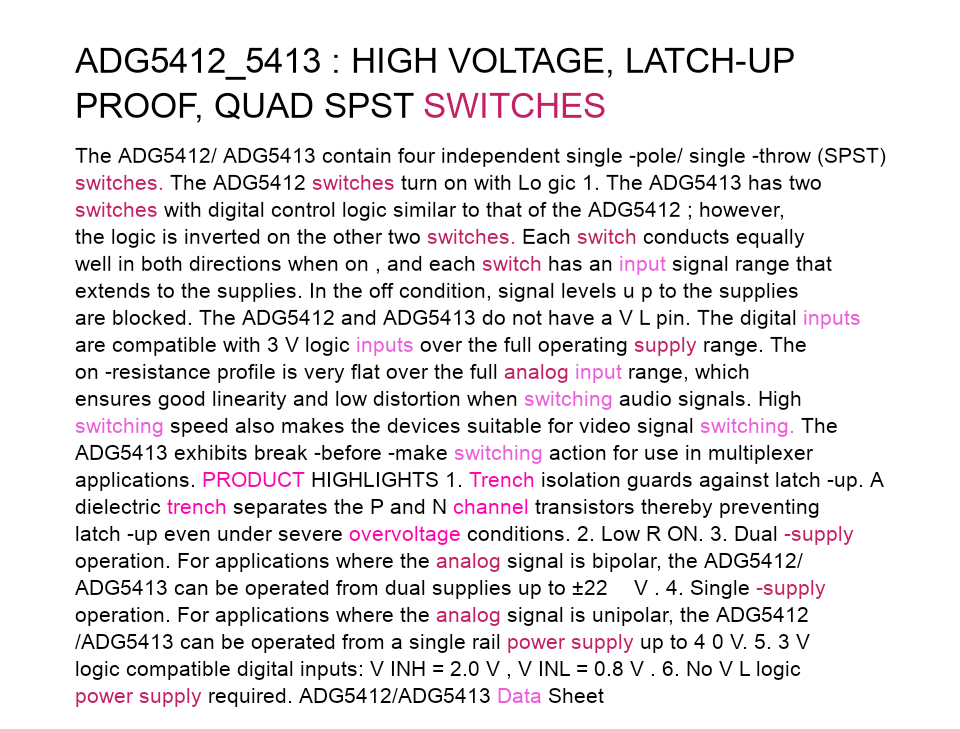 ADG5412_5413 : HIGH VOLTAGE, LATCH-UP
PROOF, QUAD SPST SWITCHES
The ADG5412/ ADG5413 contain four independent single -pole/ single -throw (SPST)
switches. The ADG5412 switches turn on with Lo gic 1. The ADG5413 has two
switches with digital control logic similar to that of the ADG5412 ; however,
the logic is inverted on the other two switches. Each switch conducts equally
well in both directions when on , and each switch has an input signal range that
extends to the supplies. In the off condition, signal levels u p to the supplies
are blocked. The ADG5412 and ADG5413 do not have a V L pin. The digital inputs
are compatible with 3 V logic inputs over the full operating supply range. The
on -resistance profile is very flat over the full analog input range, which
ensures good linearity and low distortion when switching audio signals. High
switching speed also makes the devices suitable for video signal switching. The
ADG5413 exhibits break -before -make switching action for use in multiplexer
applications. PRODUCT HIGHLIGHTS 1. Trench isolation guards against latch -up. A
dielectric trench separates the P and N channel transistors thereby preventing
latch -up even under severe overvoltage conditions. 2. Low R ON. 3. Dual -supply
operation. For applications where the analog signal is bipolar, the ADG5412/
ADG5413 can be operated from dual supplies up to ±22 V . 4. Single -supply
operation. For applications where the analog signal is unipolar, the ADG5412
/ADG5413 can be operated from a single rail power supply up to 4 0 V. 5. 3 V
logic compatible digital inputs: V INH = 2.0 V , V INL = 0.8 V . 6. No V L logic
power supply required. ADG5412/ADG5413 Data Sheet